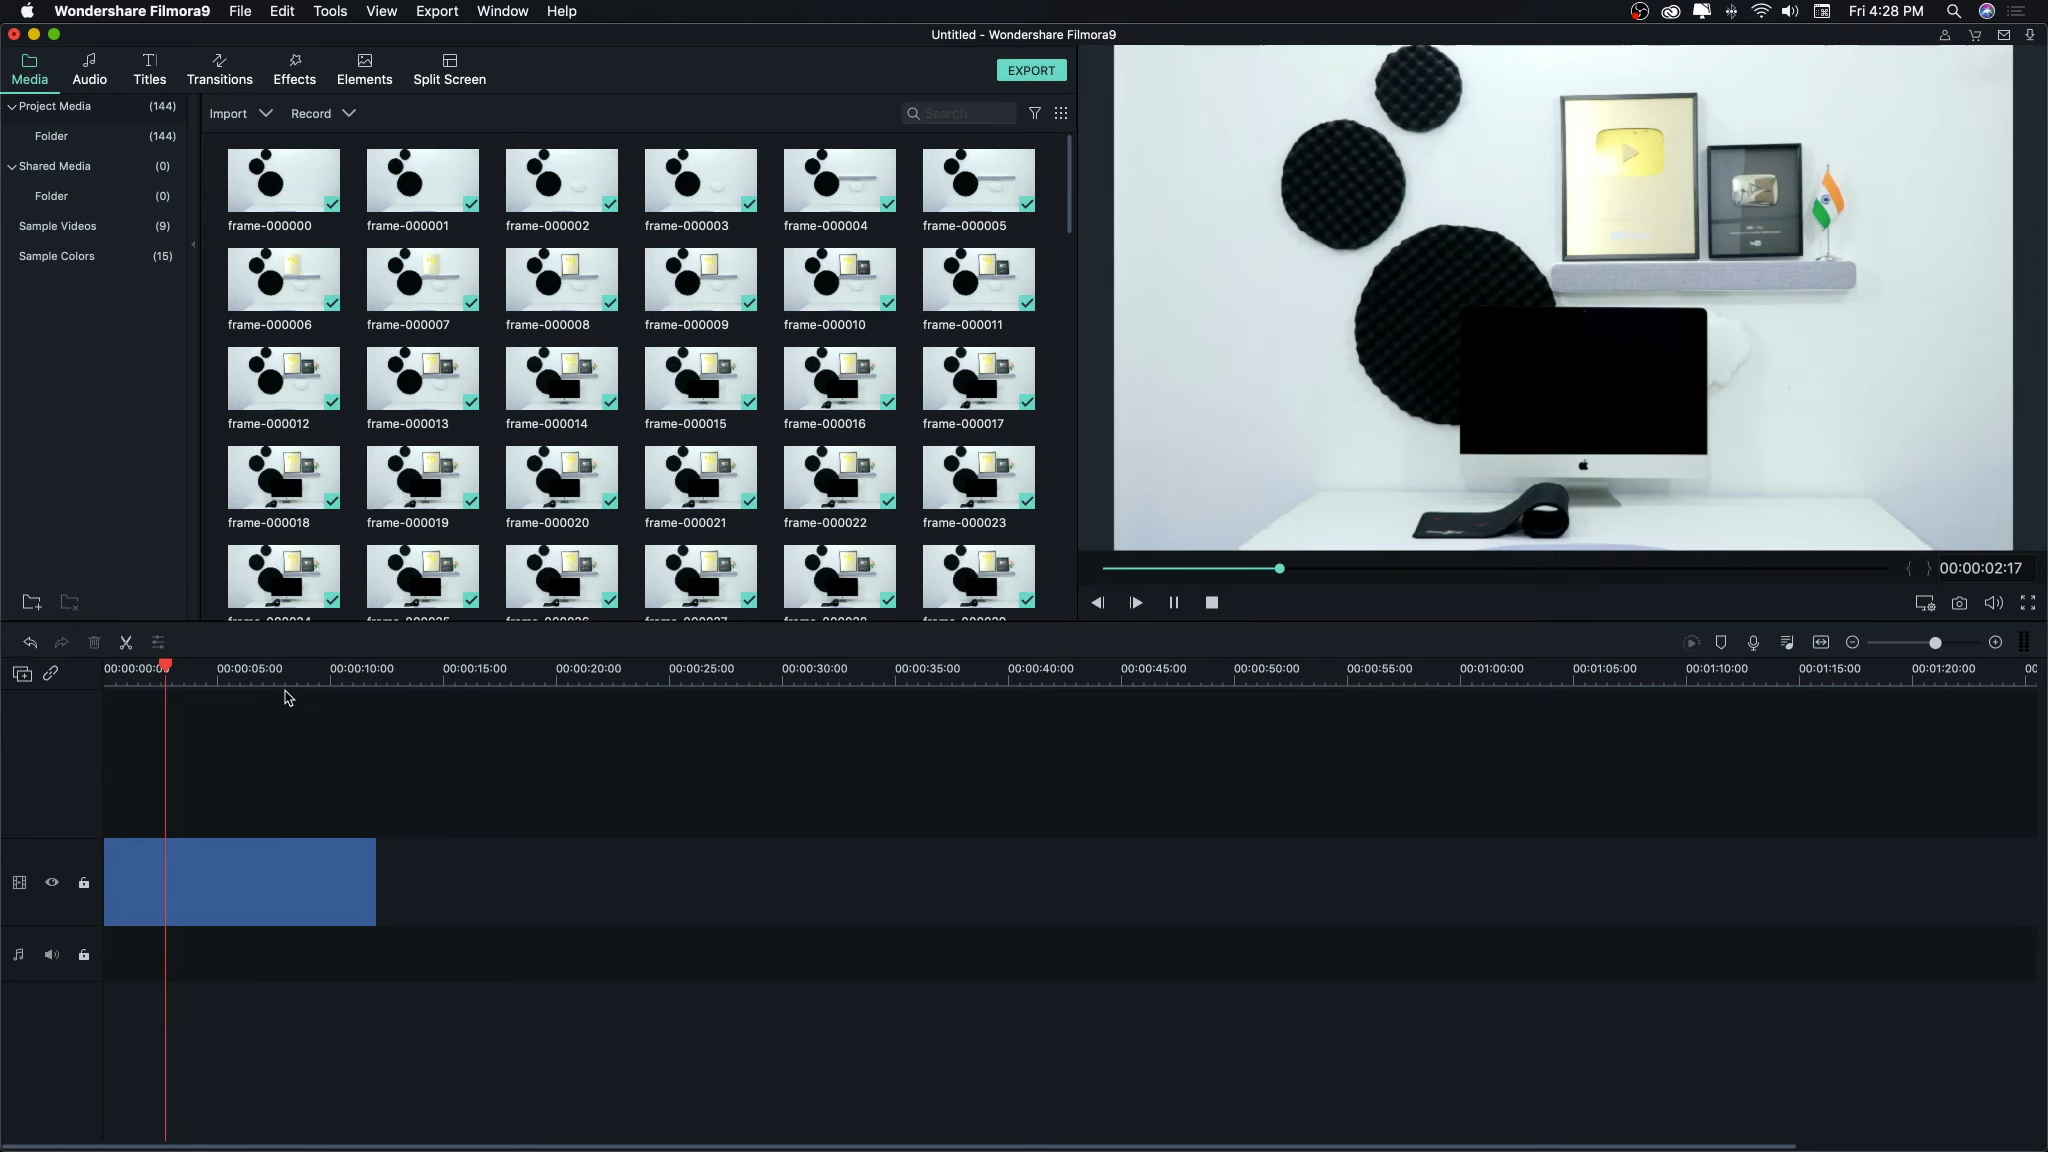 Wondershare Filmora9 File Edit Tools View Export Window Help
Fri 4:28 PM
Untitled - Wondershare Filmora9
Media Audio Titles Transitions Effects Elements Split Screen
EXPORT
Project Media (144)
Folder (144)
Shared Media (0)
Folder (0)
Sample Videos (9)
Sample Colors (15)
Import Record
Search
frame-000000 frame-000001 frame-000002 frame-000003 frame-000004 frame-000005
frame-000006 frame-000007 frame-000008 frame-000009 frame-000010 frame-000011
frame-000012 frame-000013 frame-000014 frame-000015 frame-000016 frame-000017
frame-000018 frame-000019 frame-000020 frame-000021 frame-000022 frame-000023
{ } 00:00:02:17
00:00:00:00 00:00:05:00 00:00:10:00 00:00:15:00 00:00:20:00 00:00:25:00 00:00:30:00 00:00:35:00 00:00:40:00 00:00:45:00 00:00:50:00 00:00:55:00 00:01:00:00 00:01:05:00 00:01:10:00 00:01:15:00 00:01:20:00